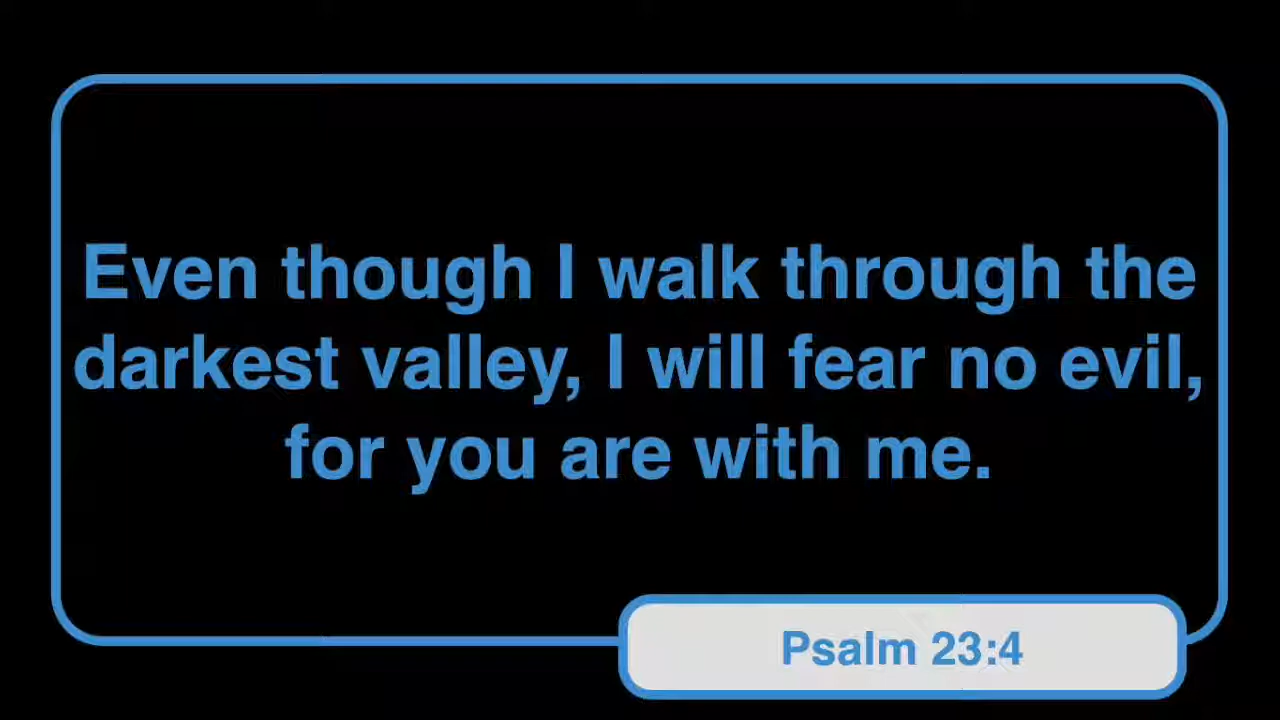 Even though I walk through the
darkest valley, I will fear no evil,
for you are with me.
Psalm 23:4